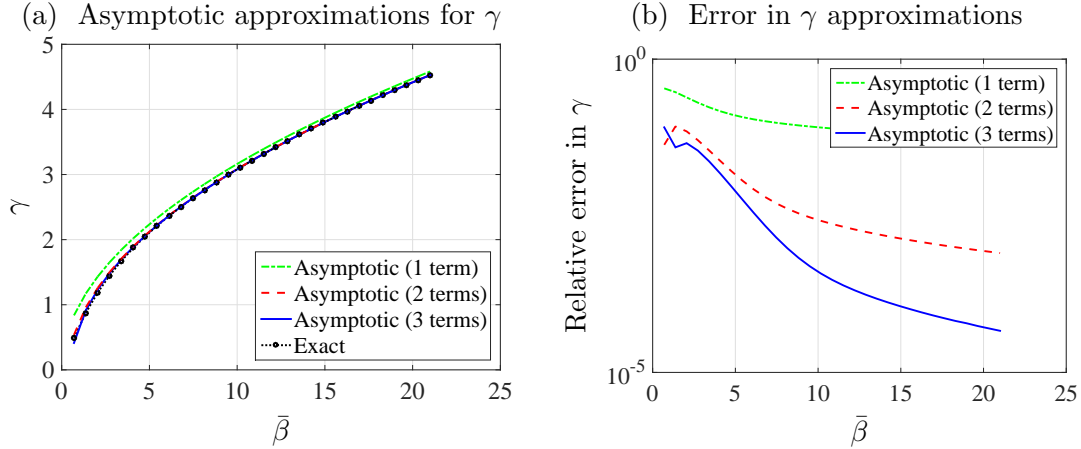 (a) Asymptotic approximations for γ
5
4
3
2
1
0
γ
0 5 10 15 20 25
β̄
Asymptotic (1 term)
Asymptotic (2 terms)
Asymptotic (3 terms)
Exact
(b) Error in γ approximations
10⁰
10⁻⁵
Relative error in γ
0 5 10 15 20 25
β̄
Asymptotic (1 term)
Asymptotic (2 terms)
Asymptotic (3 terms)